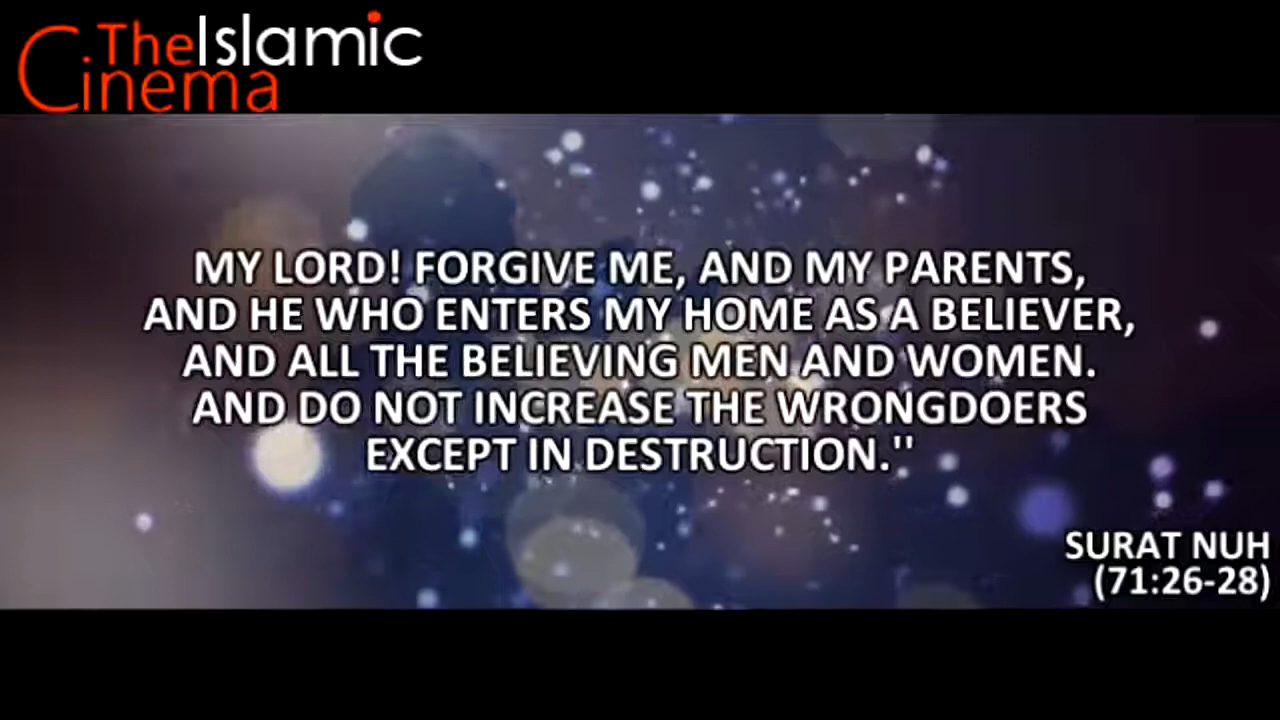 TheIslamic
Cinema
MY LORD! FORGIVE ME, AND MY PARENTS,
AND HE WHO ENTERS MY HOME AS A BELIEVER,
AND ALL THE BELIEVING MEN AND WOMEN.
AND DO NOT INCREASE THE WRONGDOERS
EXCEPT IN DESTRUCTION.''
SURAT NUH
(71:26-28)